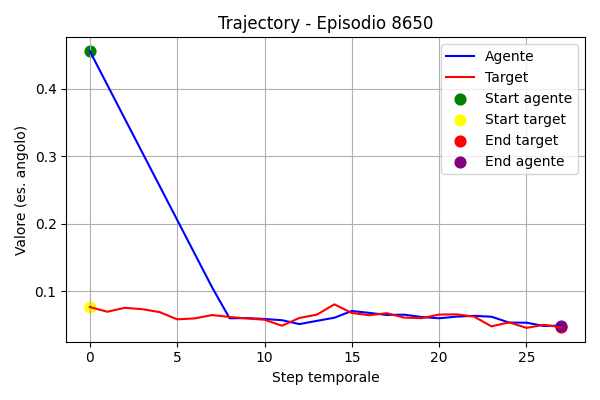 Trajectory - Episodio 8650
Valore (es. angolo)
0.4
0.3
0.2
0.1
0
5
10
15
20
25
Step temporale
Agente
Target
Start agente
Start target
End target
End agente